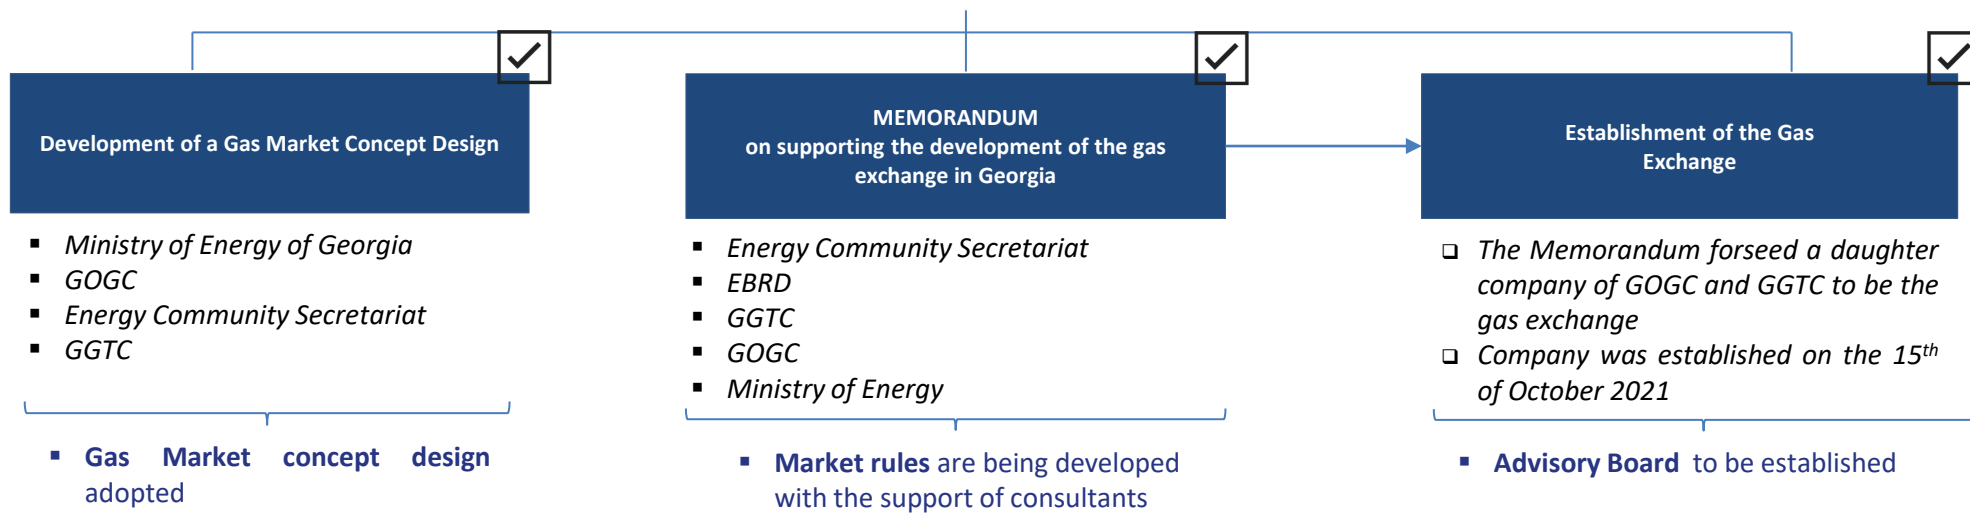 Development of a Gas Market Concept Design
▪ Ministry of Energy of Georgia
▪ GOGC
▪ Energy Community Secretariat
▪ GGTC
▪ Gas Market concept design
adopted
MEMORANDUM
on supporting the development of the gas
exchange in Georgia
▪ Energy Community Secretariat
▪ EBRD
▪ GGTC
▪ GOGC
▪ Ministry of Energy
▪ Market rules are being developed
with the support of consultants
Establishment of the Gas
Exchange
❑ The Memorandum forseed a daughter
company of GOGC and GGTC to be the
gas exchange
❑ Company was established on the 15th
of October 2021
▪ Advisory Board to be established